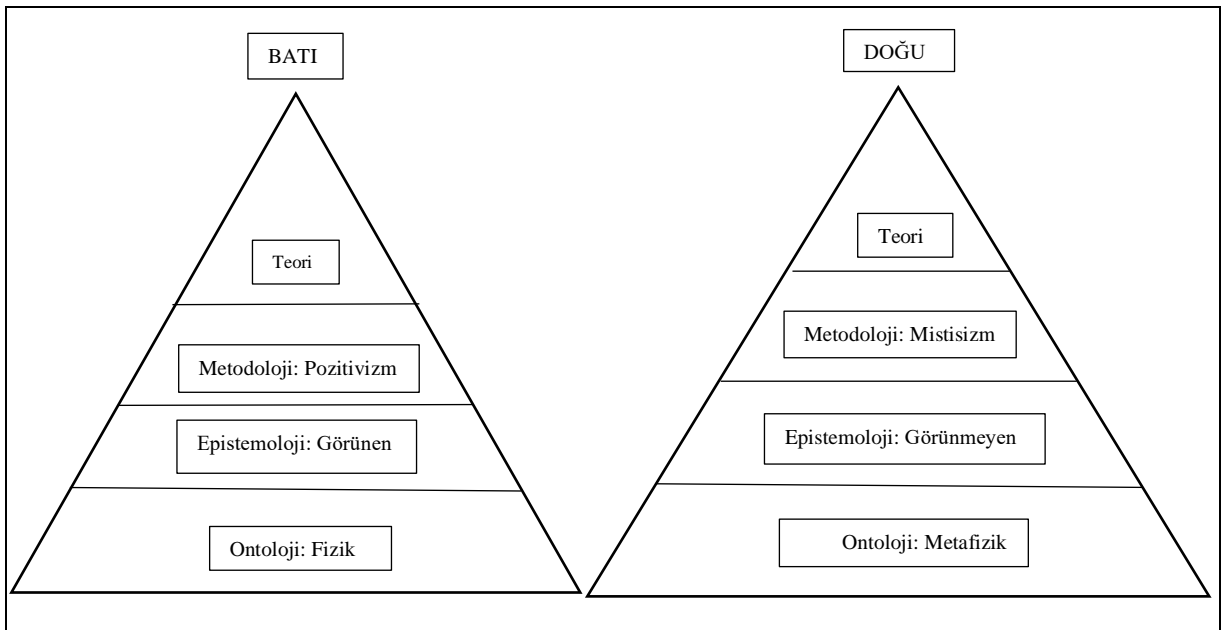 BATI
Teori
Metodoloji: Pozitivizm
Epistemoloji: Görünen
Ontoloji: Fizik
DOĞU
Teori
Metodoloji: Mistisizm
Epistemoloji: Görünmeyen
Ontoloji: Metafizik